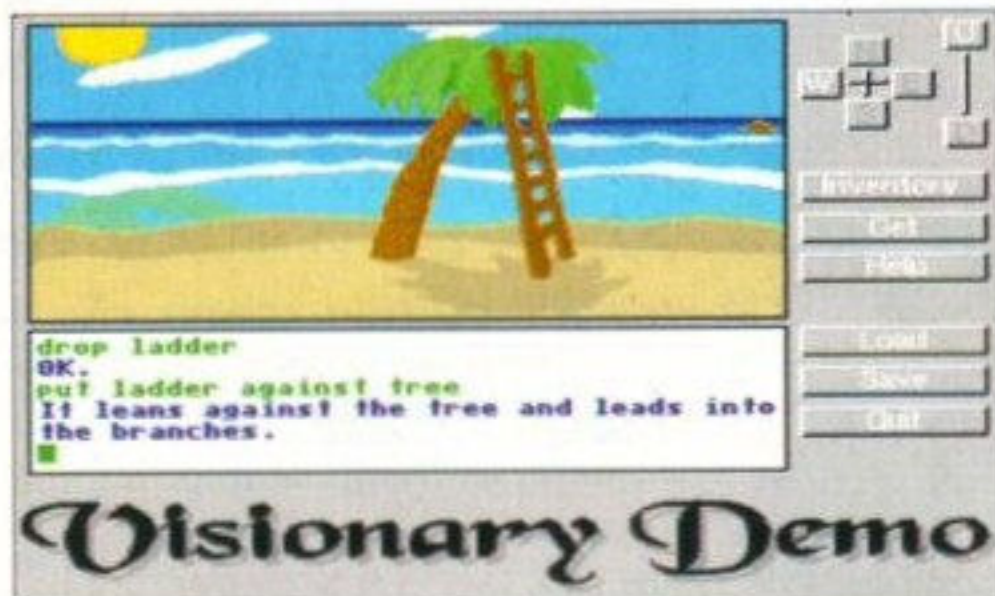 U
W
Inventory
Get
Help
drop ladder
OK.
put ladder against tree
It leans against the tree and leads into
the branches.
Load
Save
Quit
Visionary Demo